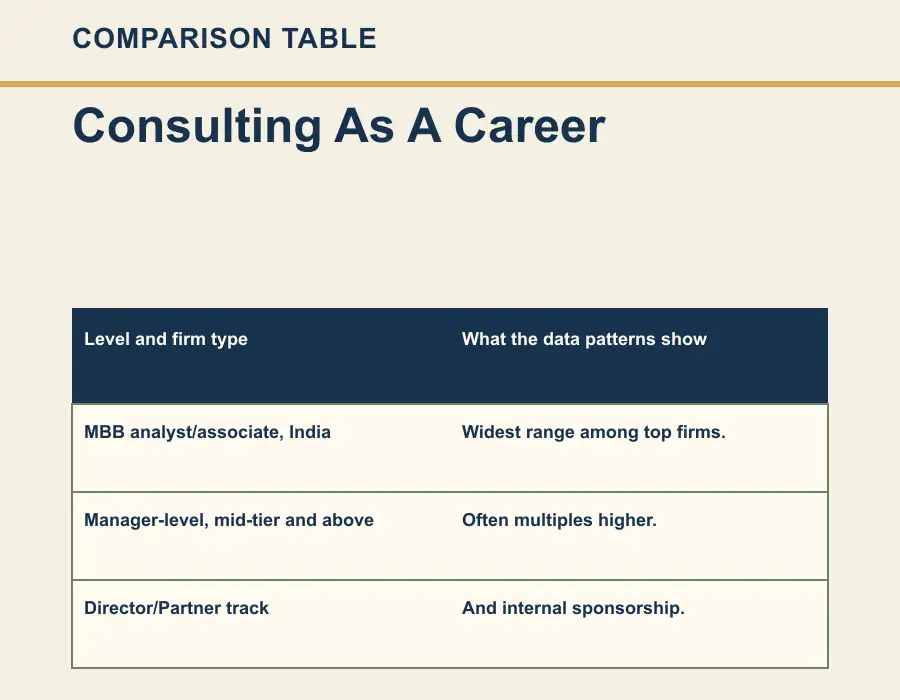 COMPARISON TABLE
Consulting As A Career
Level and firm type What the data patterns show
MBB analyst/associate, India Widest range among top firms.
Manager-level, mid-tier and above Often multiples higher.
Director/Partner track And internal sponsorship.